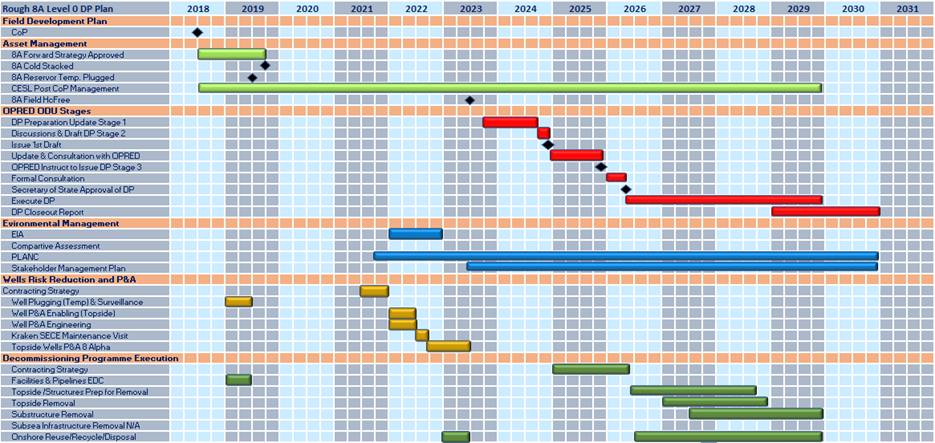 Rough 8A Level 0 DP Plan 2018 2019 2020 2021 2022 2023 2024 2025 2026 2027 2028 2029 2030 2031
Field Development Plan
CoP
Asset Management
8A Forward Strategy Approved
8A Cold Stacked
8A Reservor Temp. Plugged
CESL Post CoP Management
8A Field HcFree
OPRED ODU Stages
DP Preparation Update Stage 1
Discussions & Draft DP Stage 2
Issue 1st Draft
Update & Consultation with OPRED
OPRED Instruct to Issue DP Stage 3
Formal Consultation
Secretary of State Approval of DP
Execute DP
DP Closeout Report
Evironmental Management
EIA
Compartive Assessment
PLANC
Stakeholder Management Plan
Wells Risk Reduction and P&A
Contracting Strategy
Well Plugging (Temp) & Surveillance
Well P&A Enabling (Topside)
Well P&A Engineering
Kraken SECE Maintenance Visit
Topside Wells P&A 8 Alpha
Decommissioning Programme Execution
Contracting Strategy
Facilities & Pipelines EDC
Topside /Structures Prep for Removal
Topside Removal
Substructure Removal
Subsea Infrastructure Removal N/A
Onshore Reuse/Recycle/Disposal